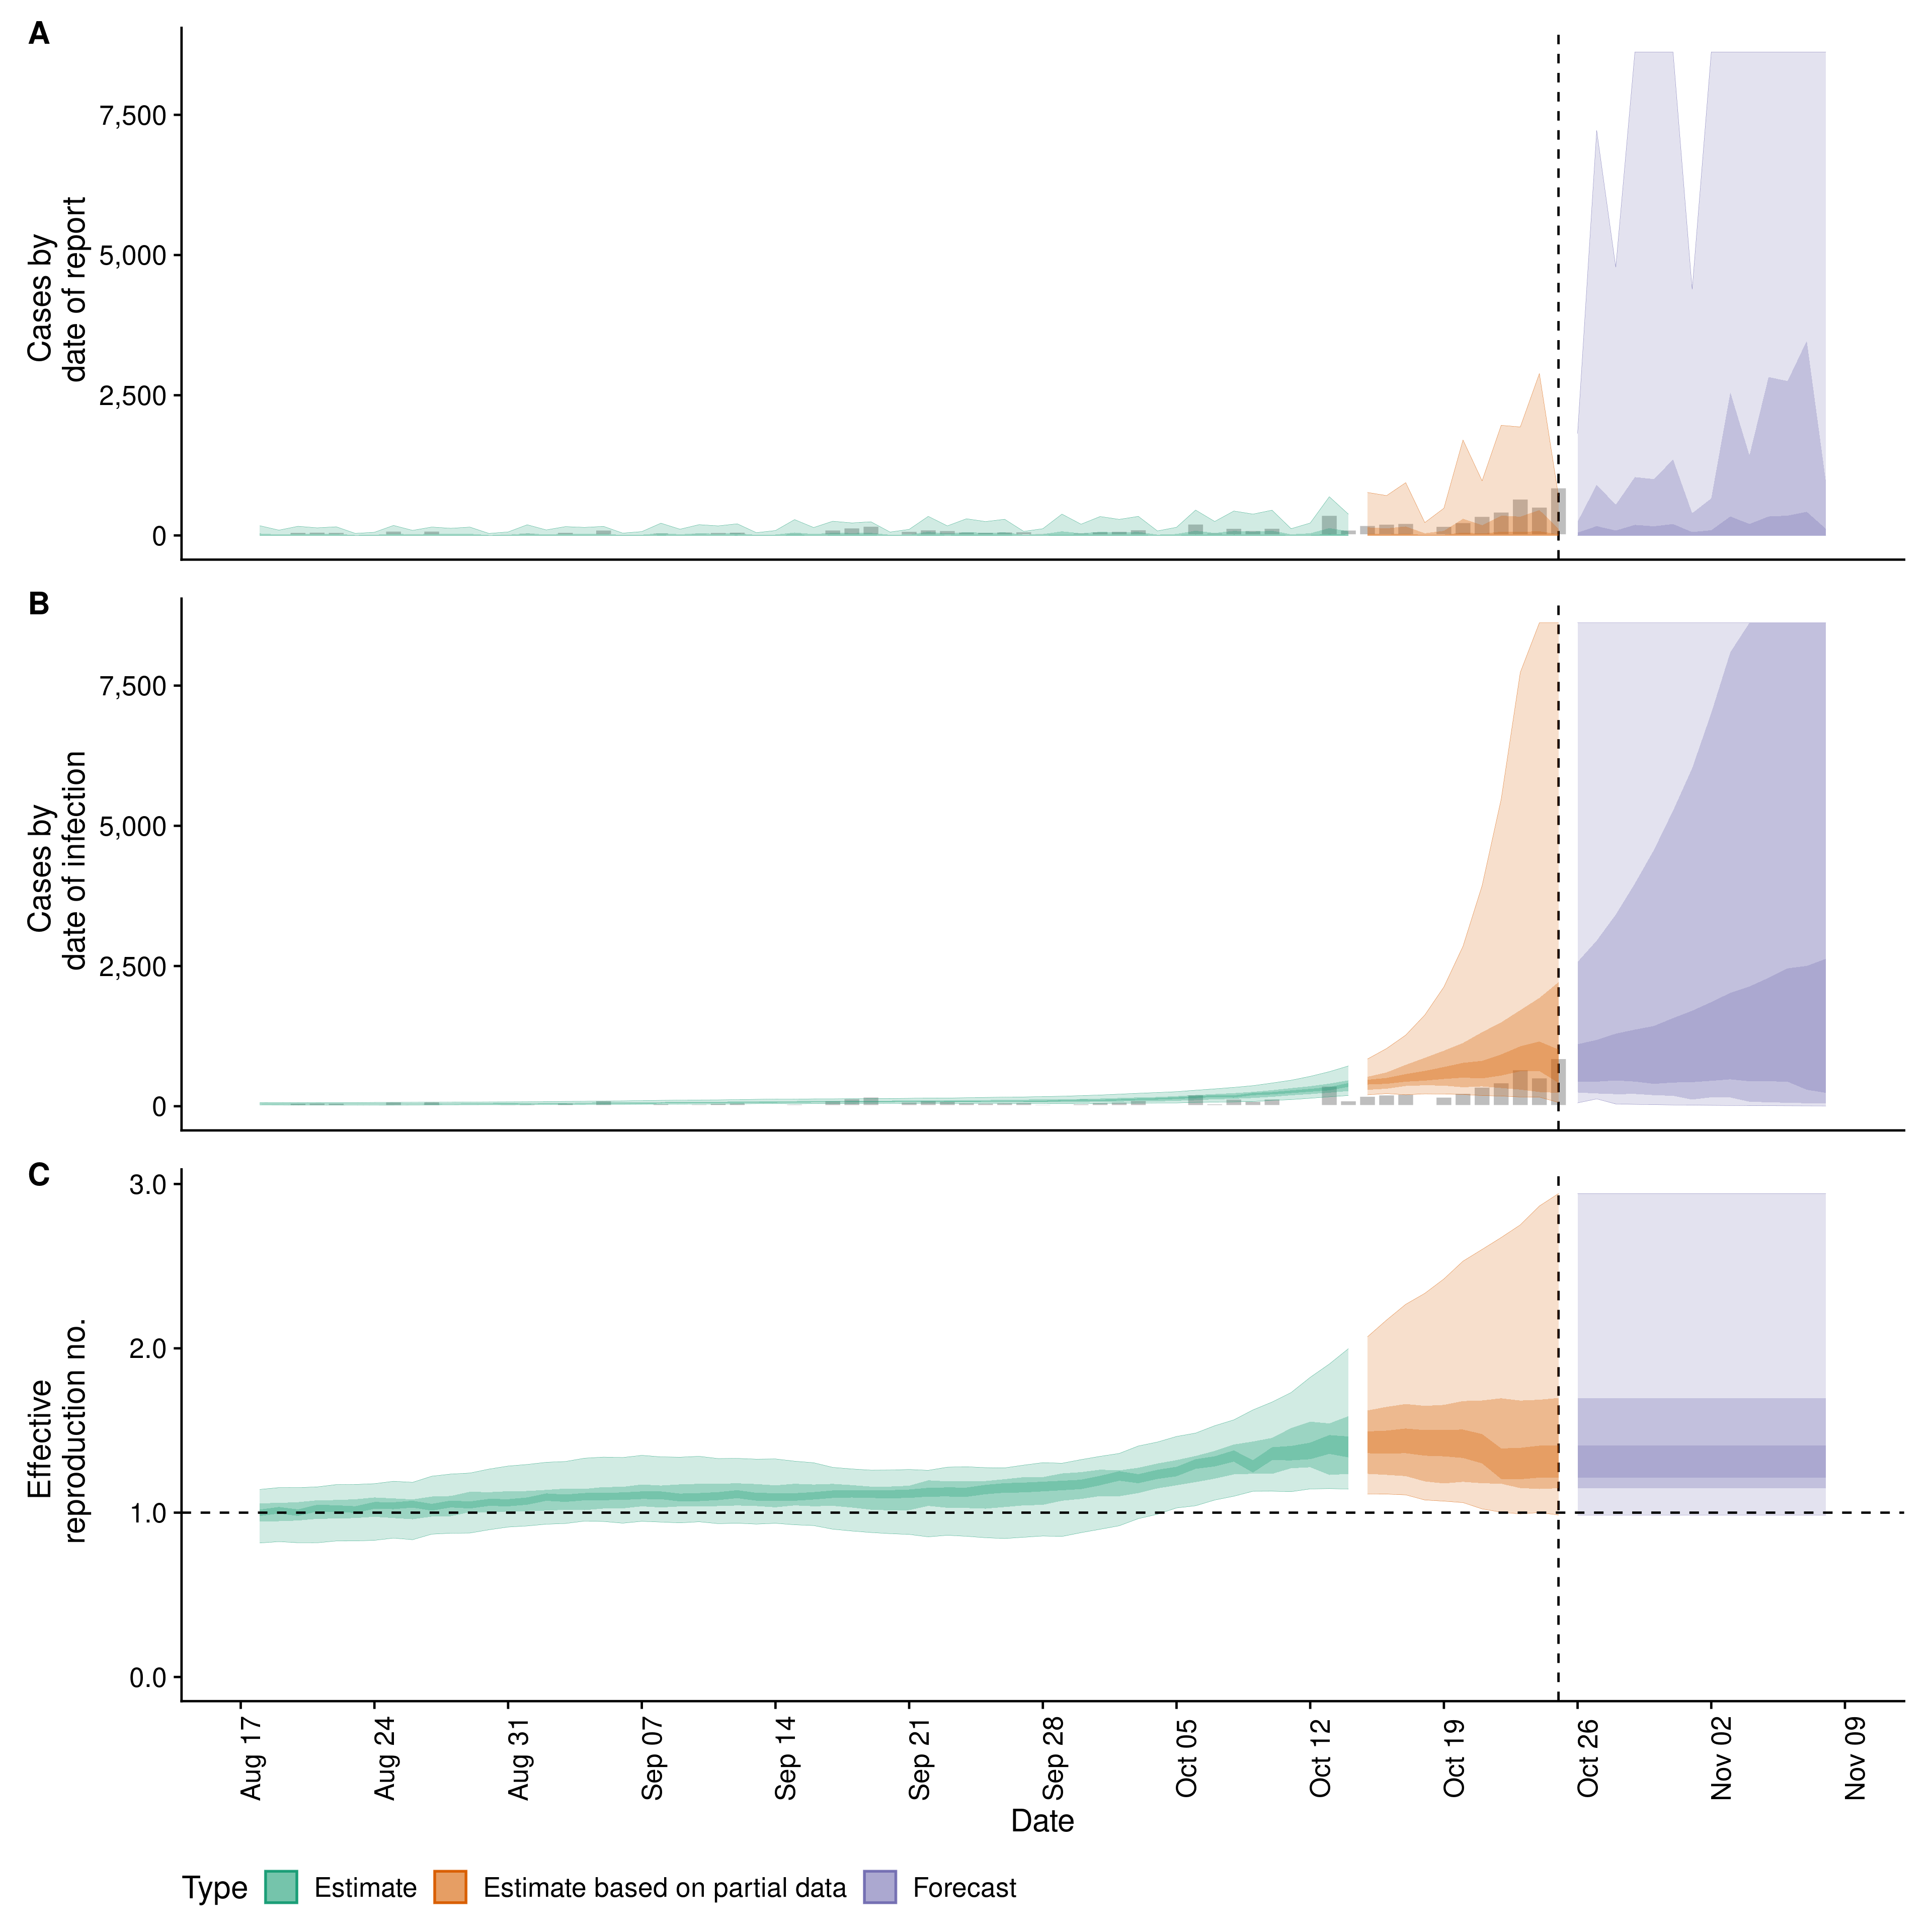 A
Cases by
date of report
7,500
5,000
2,500
0
B
Cases by
date of infection
7,500
5,000
2,500
0
C
Effective
reproduction no.
3.0
2.0
1.0
0.0
Aug 17
Aug 24
Aug 31
Sep 07
Sep 14
Sep 21
Sep 28
Oct 05
Oct 12
Oct 19
Oct 26
Nov 02
Nov 09
Date
Type Estimate Estimate based on partial data Forecast